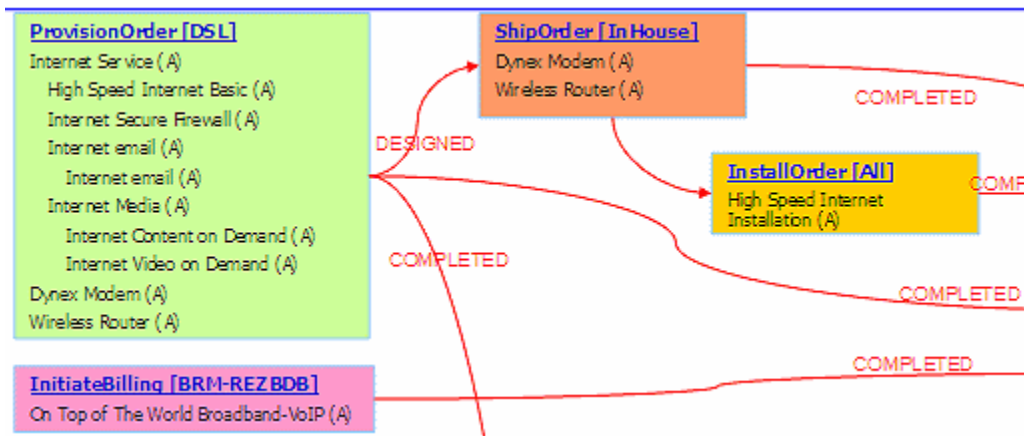 ProvisionOrder [DSL]
Internet Service (A)
High Speed Internet Basic (A)
Internet Secure Firewall (A)
Internet email (A)
Internet email (A)
Internet Media (A)
Internet Content on Demand (A)
Internet Video on Demand (A)
Dynex Modem (A)
Wireless Router (A)
InitiateBilling [BRM-REZBDB]
On Top of The World Broadband-VoIP (A)
DESIGNED
COMPLETED
ShipOrder [InHouse]
Dynex Modem (A)
Wireless Router (A)
COMPLETED
InstallOrder [All]
High Speed Internet
Installation (A)
COMP
COMPLETED
COMPLETED